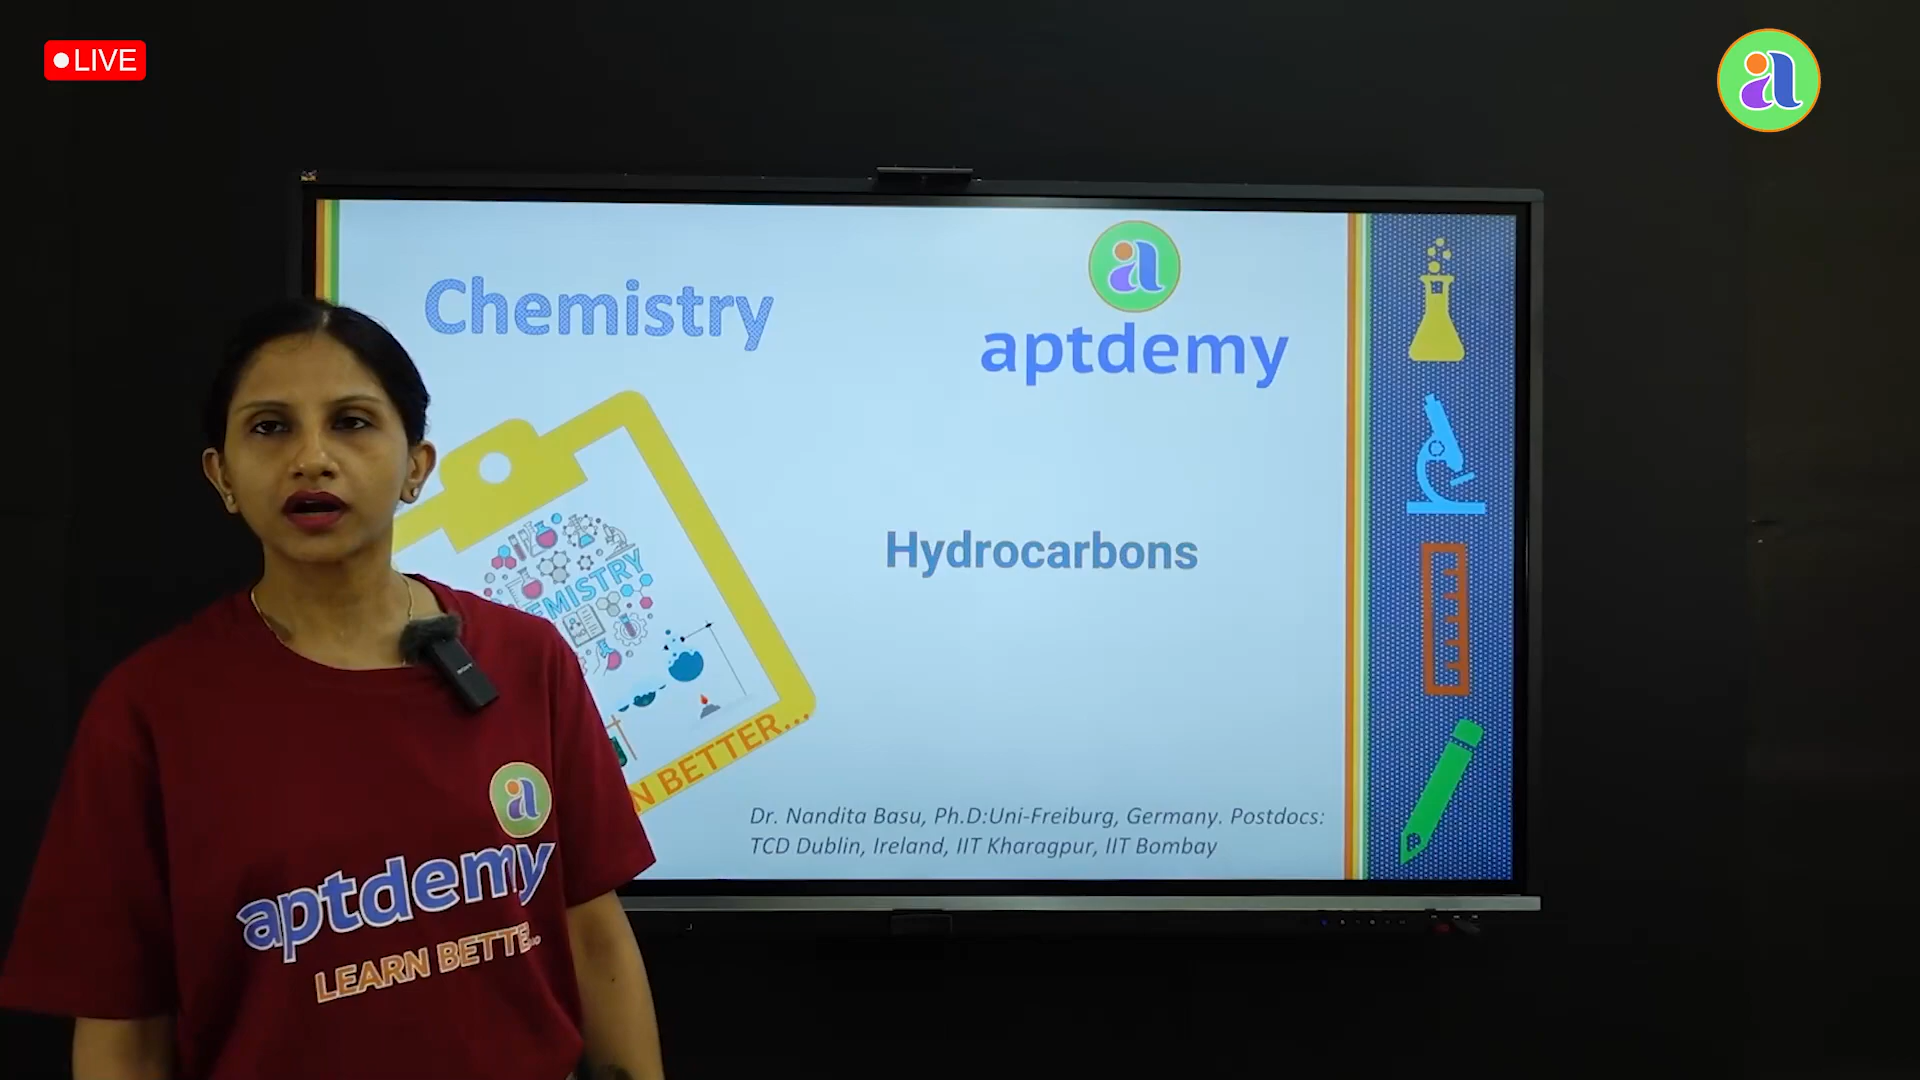 LIVE
Chemistry
aptdemy
Hydrocarbons
EMISTRY
N BETTER...
Dr. Nandita Basu, Ph.D:Uni-Freiburg, Germany. Postdocs:
TCD Dublin, Ireland, IIT Kharagpur, IIT Bombay
aptdemy
LEARN BETTE